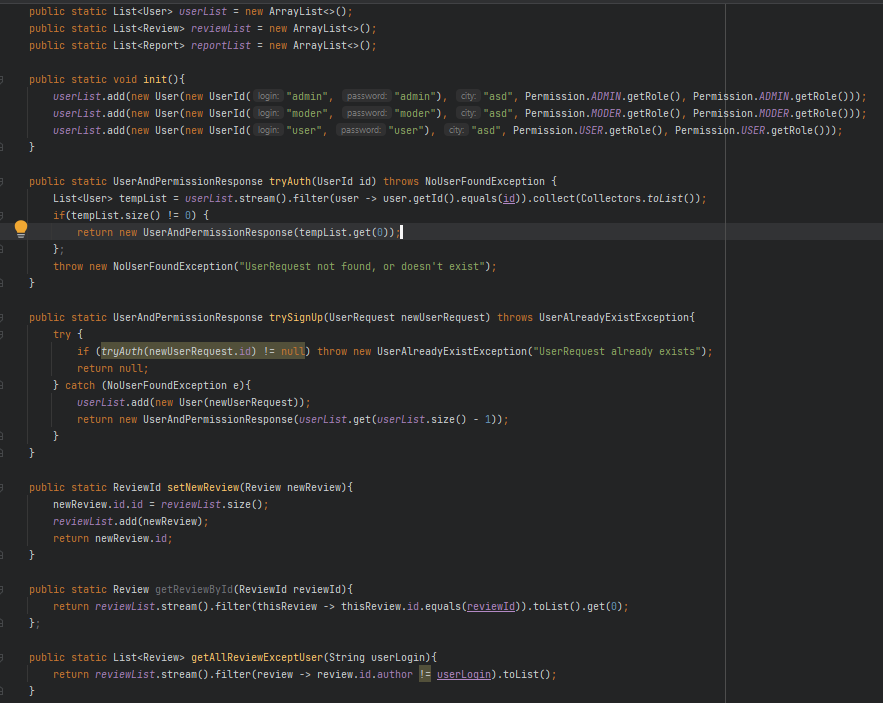 public static List<User> userList = new ArrayList<>();
public static List<Review> reviewList = new ArrayList<>();
public static List<Report> reportList = new ArrayList<>();
public static void init(){
userList.add(new User(new UserId( login: "admin", password: "admin"), city: "asd", Permission.ADMIN.getRole(), Permission.ADMIN.getRole()));
userList.add(new User(new UserId( login: "moder", password: "moder"), city: "asd", Permission.MODER.getRole(), Permission.MODER.getRole()));
userList.add(new User(new UserId( login: "user", password: "user"), city: "asd", Permission.USER.getRole(), Permission.USER.getRole()));
}
public static UserAndPermissionResponse tryAuth(UserId id) throws NoUserFoundException {
List<User> tempList = userList.stream().filter(user -> user.getId().equals(id)).collect(Collectors.toList());
if(tempList.size() != 0) {
return new UserAndPermissionResponse(tempList.get(0));
};
throw new NoUserFoundException("UserRequest not found, or doesn't exist");
}
public static UserAndPermissionResponse trySignUp(UserRequest newUserRequest) throws UserAlreadyExistException{
try {
if (tryAuth(newUserRequest.id) != null) throw new UserAlreadyExistException("UserRequest already exists");
return null;
} catch (NoUserFoundException e){
userList.add(new User(newUserRequest));
return new UserAndPermissionResponse(userList.get(userList.size() - 1));
}
}
public static ReviewId setNewReview(Review newReview){
newReview.id.id = reviewList.size();
reviewList.add(newReview);
return newReview.id;
}
public static Review getReviewById(ReviewId reviewId){
return reviewList.stream().filter(thisReview -> thisReview.id.equals(reviewId)).toList().get(0);
};
public static List<Review> getAllReviewExceptUser(String userLogin){
return reviewList.stream().filter(review -> review.id.author != userLogin).toList();
}